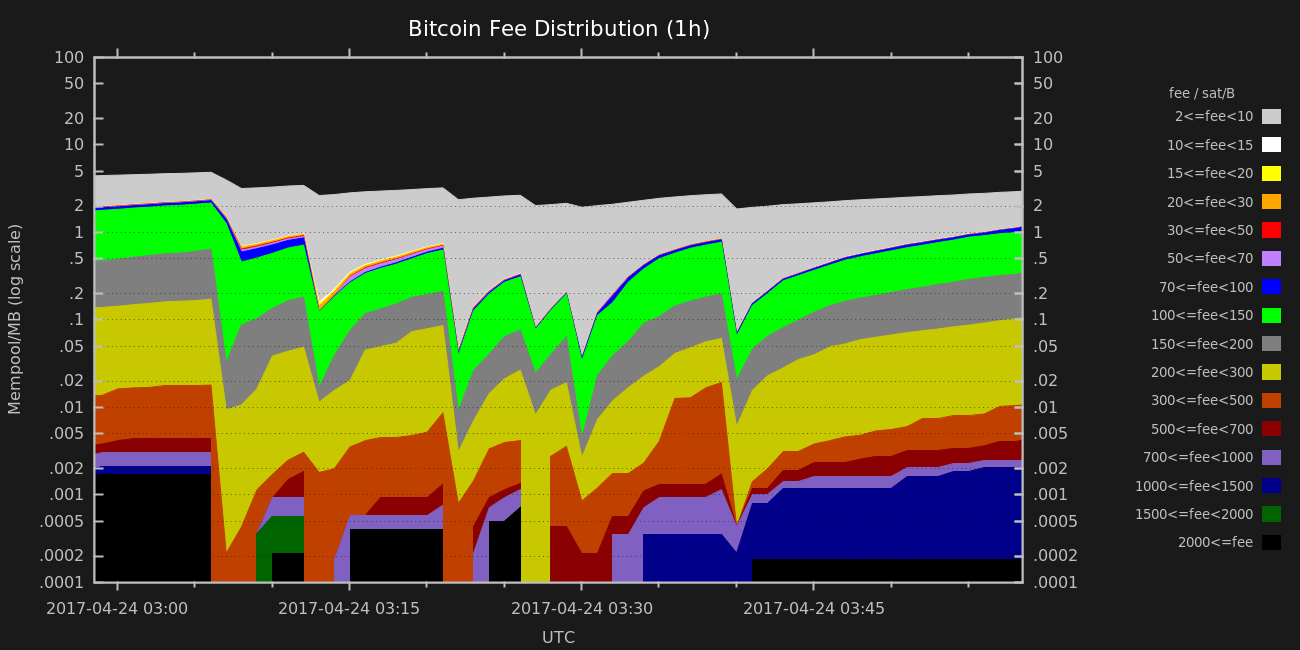 Bitcoin Fee Distribution (1h)
100
50
20
10
5
2
1
.5
.2
.1
.05
.02
.01
.005
.002
.001
.0005
.0002
.0001
Mempool/MB (log scale)
100
50
20
10
5
2
1
.5
.2
.1
.05
.02
.01
.005
.002
.001
.0005
.0002
.0001
2017-04-24 03:00
2017-04-24 03:15
2017-04-24 03:30
2017-04-24 03:45
UTC
fee / sat/B
2<=fee<10
10<=fee<15
15<=fee<20
20<=fee<30
30<=fee<50
50<=fee<70
70<=fee<100
100<=fee<150
150<=fee<200
200<=fee<300
300<=fee<500
500<=fee<700
700<=fee<1000
1000<=fee<1500
1500<=fee<2000
2000<=fee